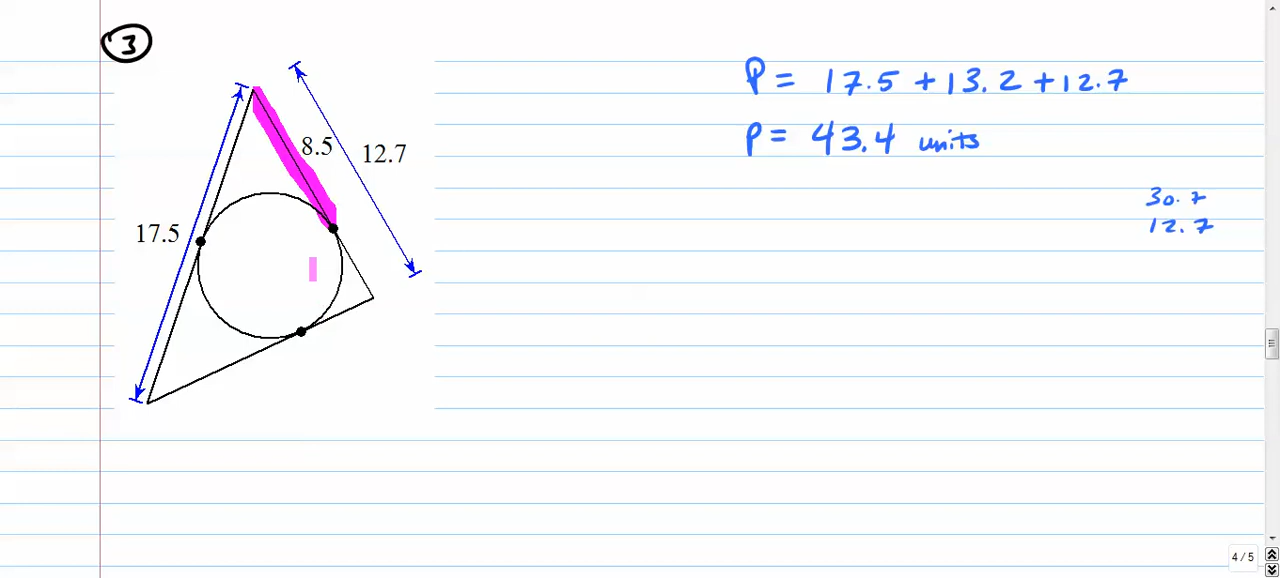 3
8.5
12.7
17.5
P = 17.5 + 13.2 + 12.7
P = 43.4 units
30.7
12.7
4 / 5